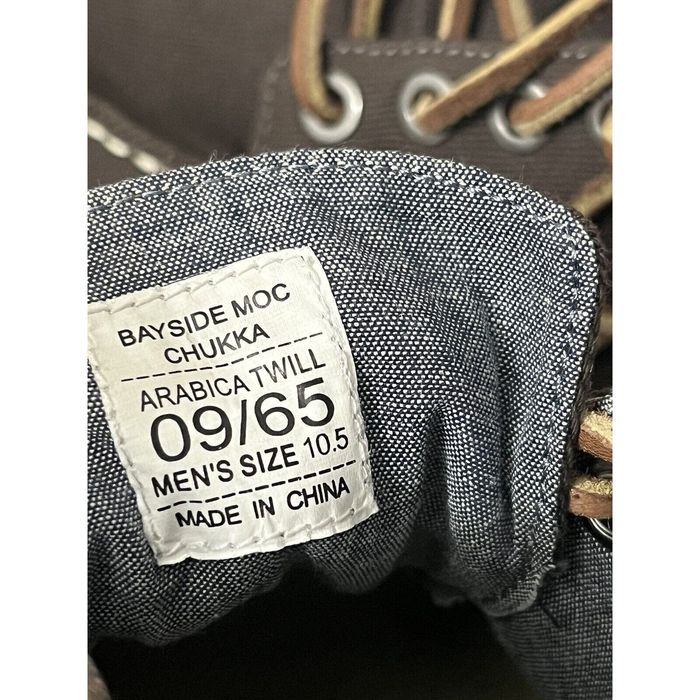 BAYSIDE MOC
CHUKKA
ARABICA TWILL
09/65
MEN'S SIZE 10.5
MADE IN CHINA